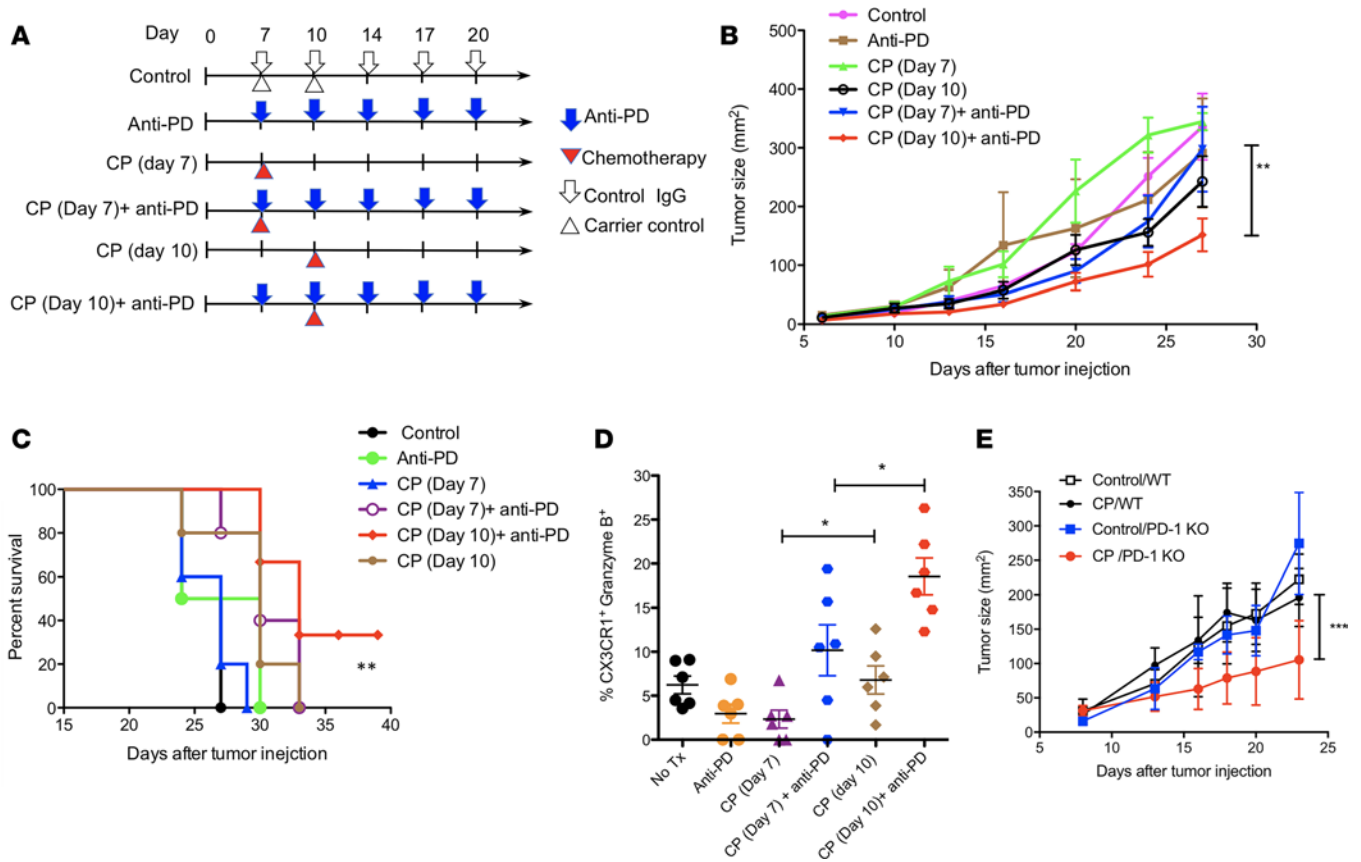 A
Day 0 7 10 14 17 20
Control
Anti-PD
CP (day 7)
CP (Day 7)+ anti-PD
CP (day 10)
CP (Day 10)+ anti-PD
Anti-PD
Chemotherapy
Control IgG
Carrier control
B
Control
Anti-PD
CP (Day 7)
CP (Day 10)
CP (Day 7)+ anti-PD
CP (Day 10)+ anti-PD
500
400
300
200
100
0
Tumor size (mm2)
5 10 15 20 25 30
Days after tumor inejction
**
C
Control
Anti-PD
CP (Day 7)
CP (Day 7)+ anti-PD
CP (Day 10)+ anti-PD
CP (Day 10)
100
80
60
40
20
0
Percent survival
15 20 25 30 35 40
Days after tumor inejction
**
D
30
25
20
15
10
5
0
% CX3CR1+ Granzyme B+
*
*
No Tx
Anti-PD
CP (Day 7)
CP (Day 7) + anti-PD
CP (day 10)
CP (Day 10)+ anti-PD
E
Control/WT
CP/WT
Control/PD-1 KO
CP /PD-1 KO
350
300
250
200
150
100
50
0
Tumor size (mm2)
5 10 15 20 25
Days after tumor injection
***